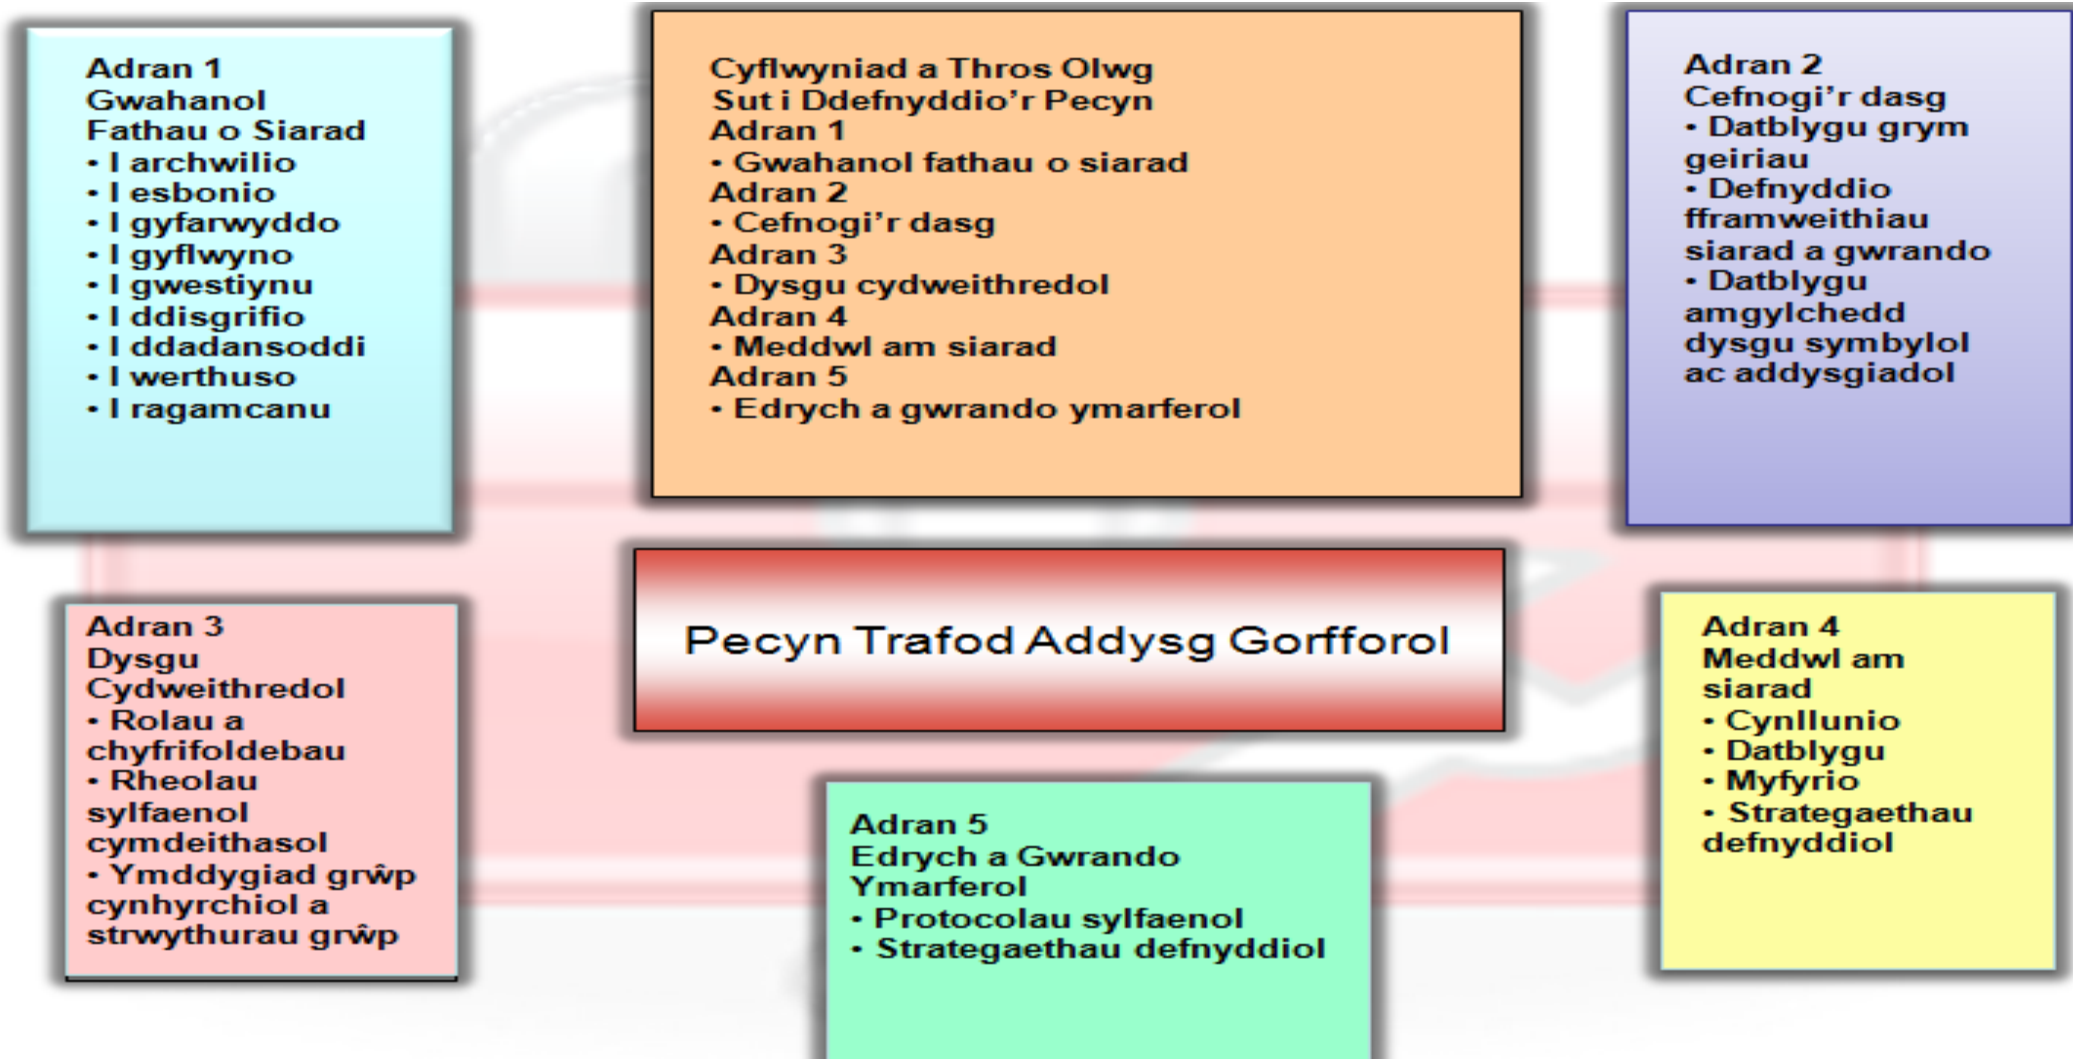 Adran 1
Gwahanol
Fathau o Siarad
• I archwilio
• I esbonio
• I gyfarwyddo
• I gyflwyno
• I gwestiynu
• I ddisgrifio
• I ddadansoddi
• I werthuso
• I ragamcanu
Cyflwyniad a Thros Olwg
Sut i Ddefnyddio’r Pecyn
Adran 1
• Gwahanol fathau o siarad
Adran 2
• Cefnogi’r dasg
Adran 3
• Dysgu cydweithredol
Adran 4
• Meddwl am siarad
Adran 5
• Edrych a gwrando ymarferol
Adran 2
Cefnogi’r dasg
• Datblygu grym
geiriau
• Defnyddio
fframweithiau
siarad a gwrando
• Datblygu
amgylchedd
dysgu symbylol
ac addysgiadol
Pecyn Trafod Addysg Gorfforol
Adran 3
Dysgu
Cydweithredol
• Rolau a
chyfrifoldebau
• Rheolau
sylfaenol
cymdeithasol
• Ymddygiad grŵp
cynhyrchiol a
strwythurau grŵp
Adran 5
Edrych a Gwrando
Ymarferol
• Protocolau sylfaenol
• Strategaethau defnyddiol
Adran 4
Meddwl am
siarad
• Cynllunio
• Datblygu
• Myfyrio
• Strategaethau
defnyddiol